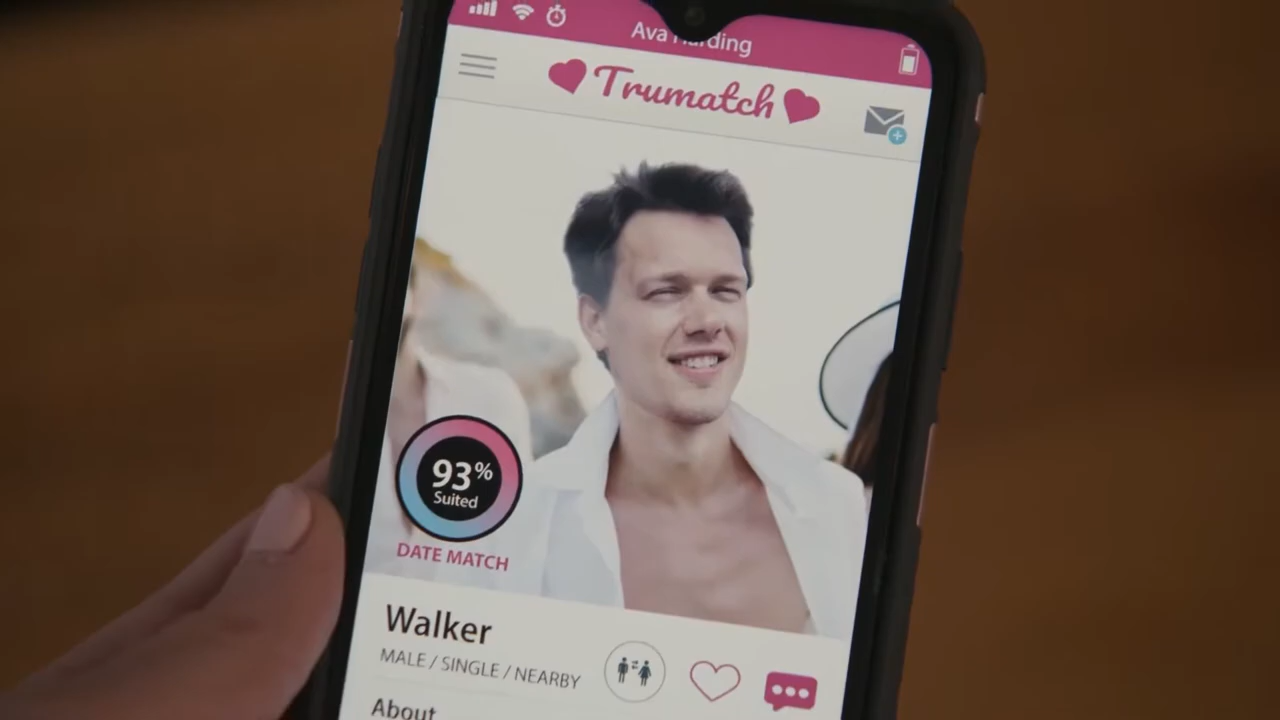 Ava Harding
Trumatch
93%
Suited
DATE MATCH
Walker
MALE / SINGLE / NEARBY
About